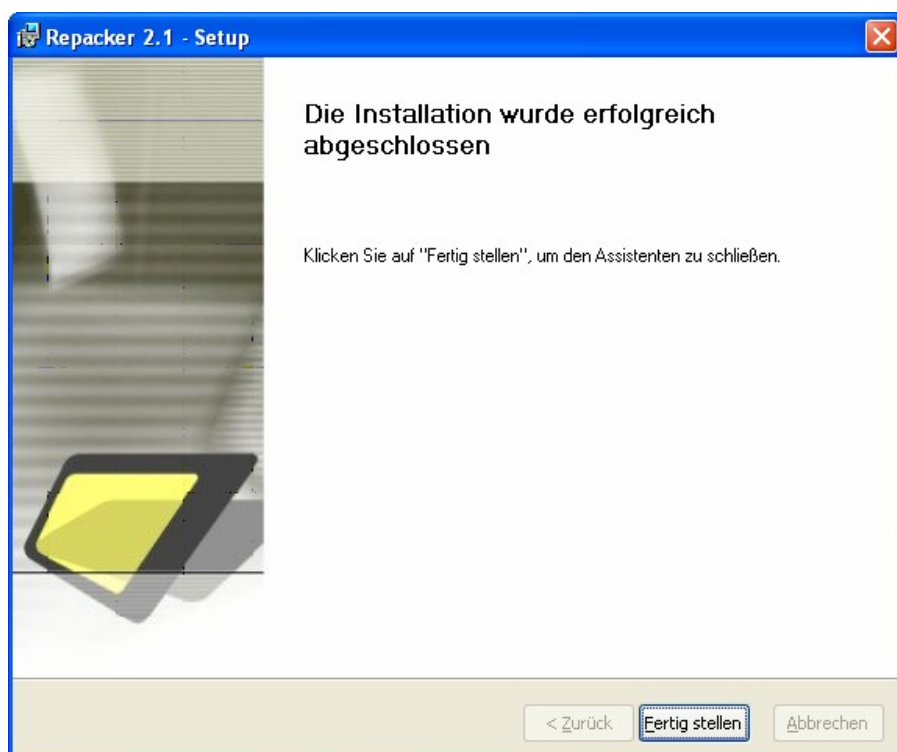 Repacker 2.1 - Setup
Die Installation wurde erfolgreich
abgeschlossen
Klicken Sie auf "Fertig stellen", um den Assistenten zu schließen.
< Zurück
Fertig stellen
Abbrechen